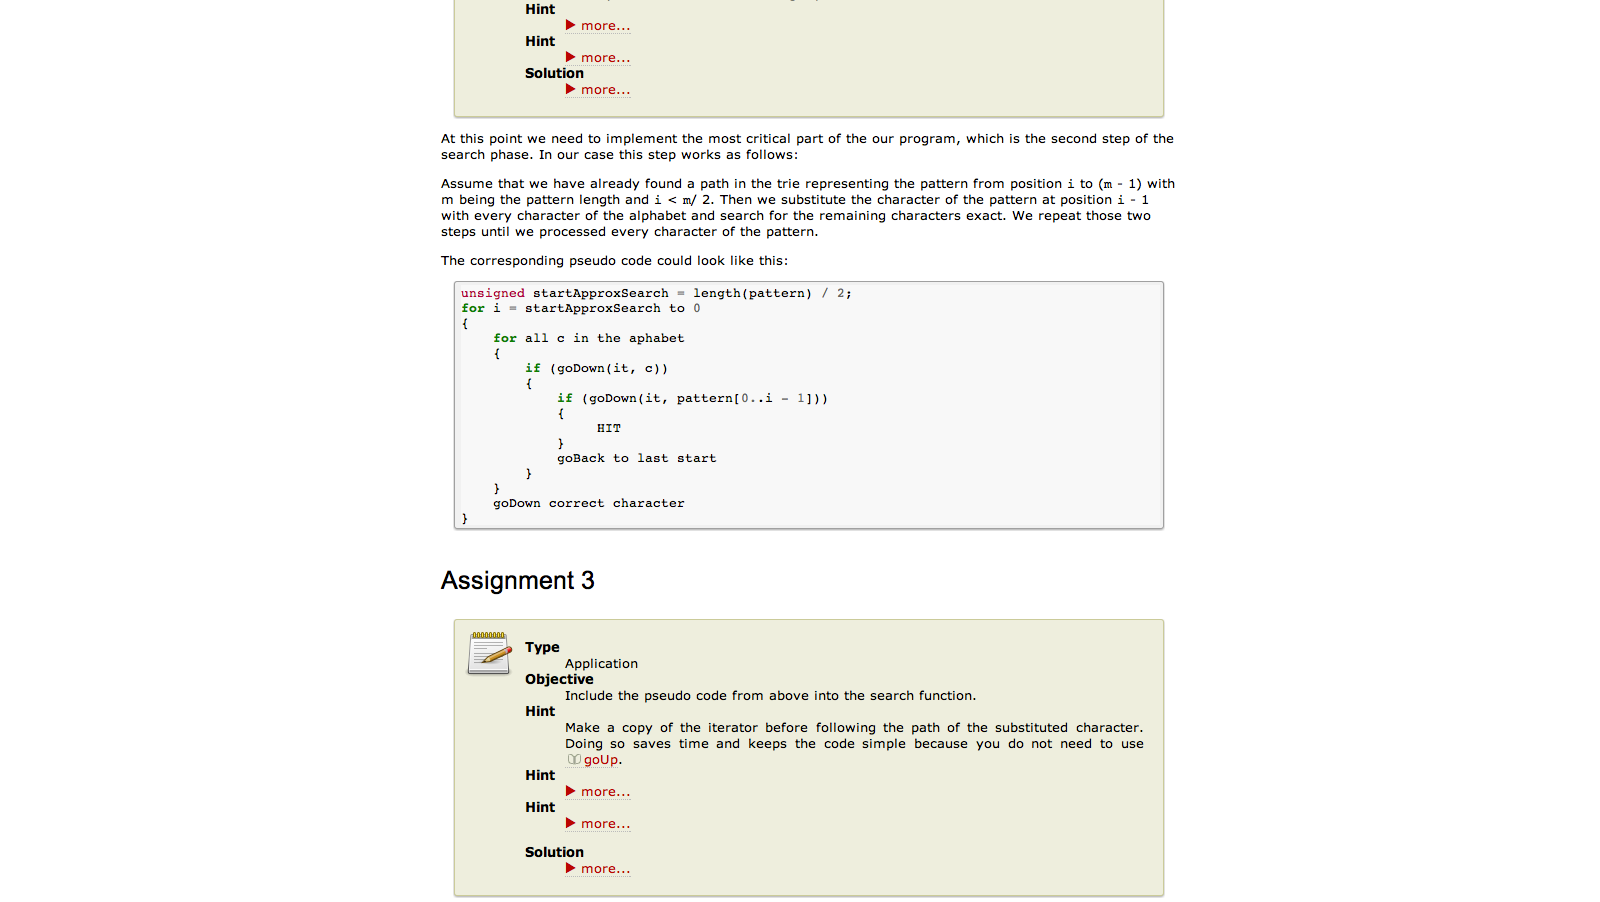 Hint
▶ more...
Hint
▶ more...
Solution
▶ more...
At this point we need to implement the most critical part of the our program, which is the second step of the
search phase. In our case this step works as follows:
Assume that we have already found a path in the trie representing the pattern from position i to (m - 1) with
m being the pattern length and i < m/ 2. Then we substitute the character of the pattern at position i - 1
with every character of the alphabet and search for the remaining characters exact. We repeat those two
steps until we processed every character of the pattern.
The corresponding pseudo code could look like this:
unsigned startApproxSearch = length(pattern) / 2;
for i = startApproxSearch to 0
{
    for all c in the aphabet
    {
        if (goDown(it, c))
        {
            if (goDown(it, pattern[0..i - 1]))
            {
                 HIT
            }
            goBack to last start
        }
    }
    goDown correct character
}
Assignment 3
Type
Application
Objective
Include the pseudo code from above into the search function.
Hint
Make a copy of the iterator before following the path of the substituted character.
Doing so saves time and keeps the code simple because you do not need to use
goUp.
Hint
▶ more...
Hint
▶ more...
Solution
▶ more...